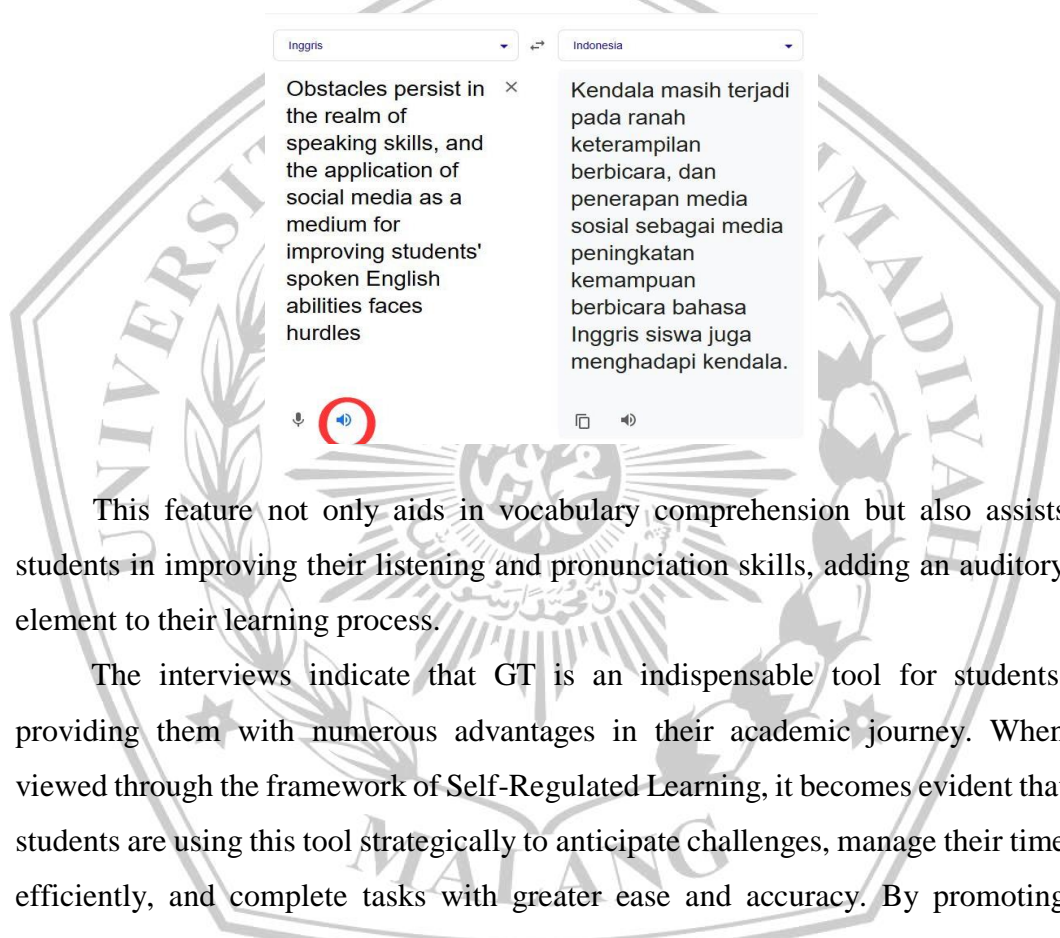 Inggris
Indonesia
Obstacles persist in
the realm of
speaking skills, and
the application of
social media as a
medium for
improving students'
spoken English
abilities faces
hurdles
Kendala masih terjadi
pada ranah
keterampilan
berbicara, dan
penerapan media
sosial sebagai media
peningkatan
kemampuan
berbicara bahasa
Inggris siswa juga
menghadapi kendala.
This feature not only aids in vocabulary comprehension but also assists
students in improving their listening and pronunciation skills, adding an auditory
element to their learning process.
The interviews indicate that GT is an indispensable tool for students
providing them with numerous advantages in their academic journey. When
viewed through the framework of Self-Regulated Learning, it becomes evident that
students are using this tool strategically to anticipate challenges, manage their time
efficiently, and complete tasks with greater ease and accuracy. By promoting
MALANG